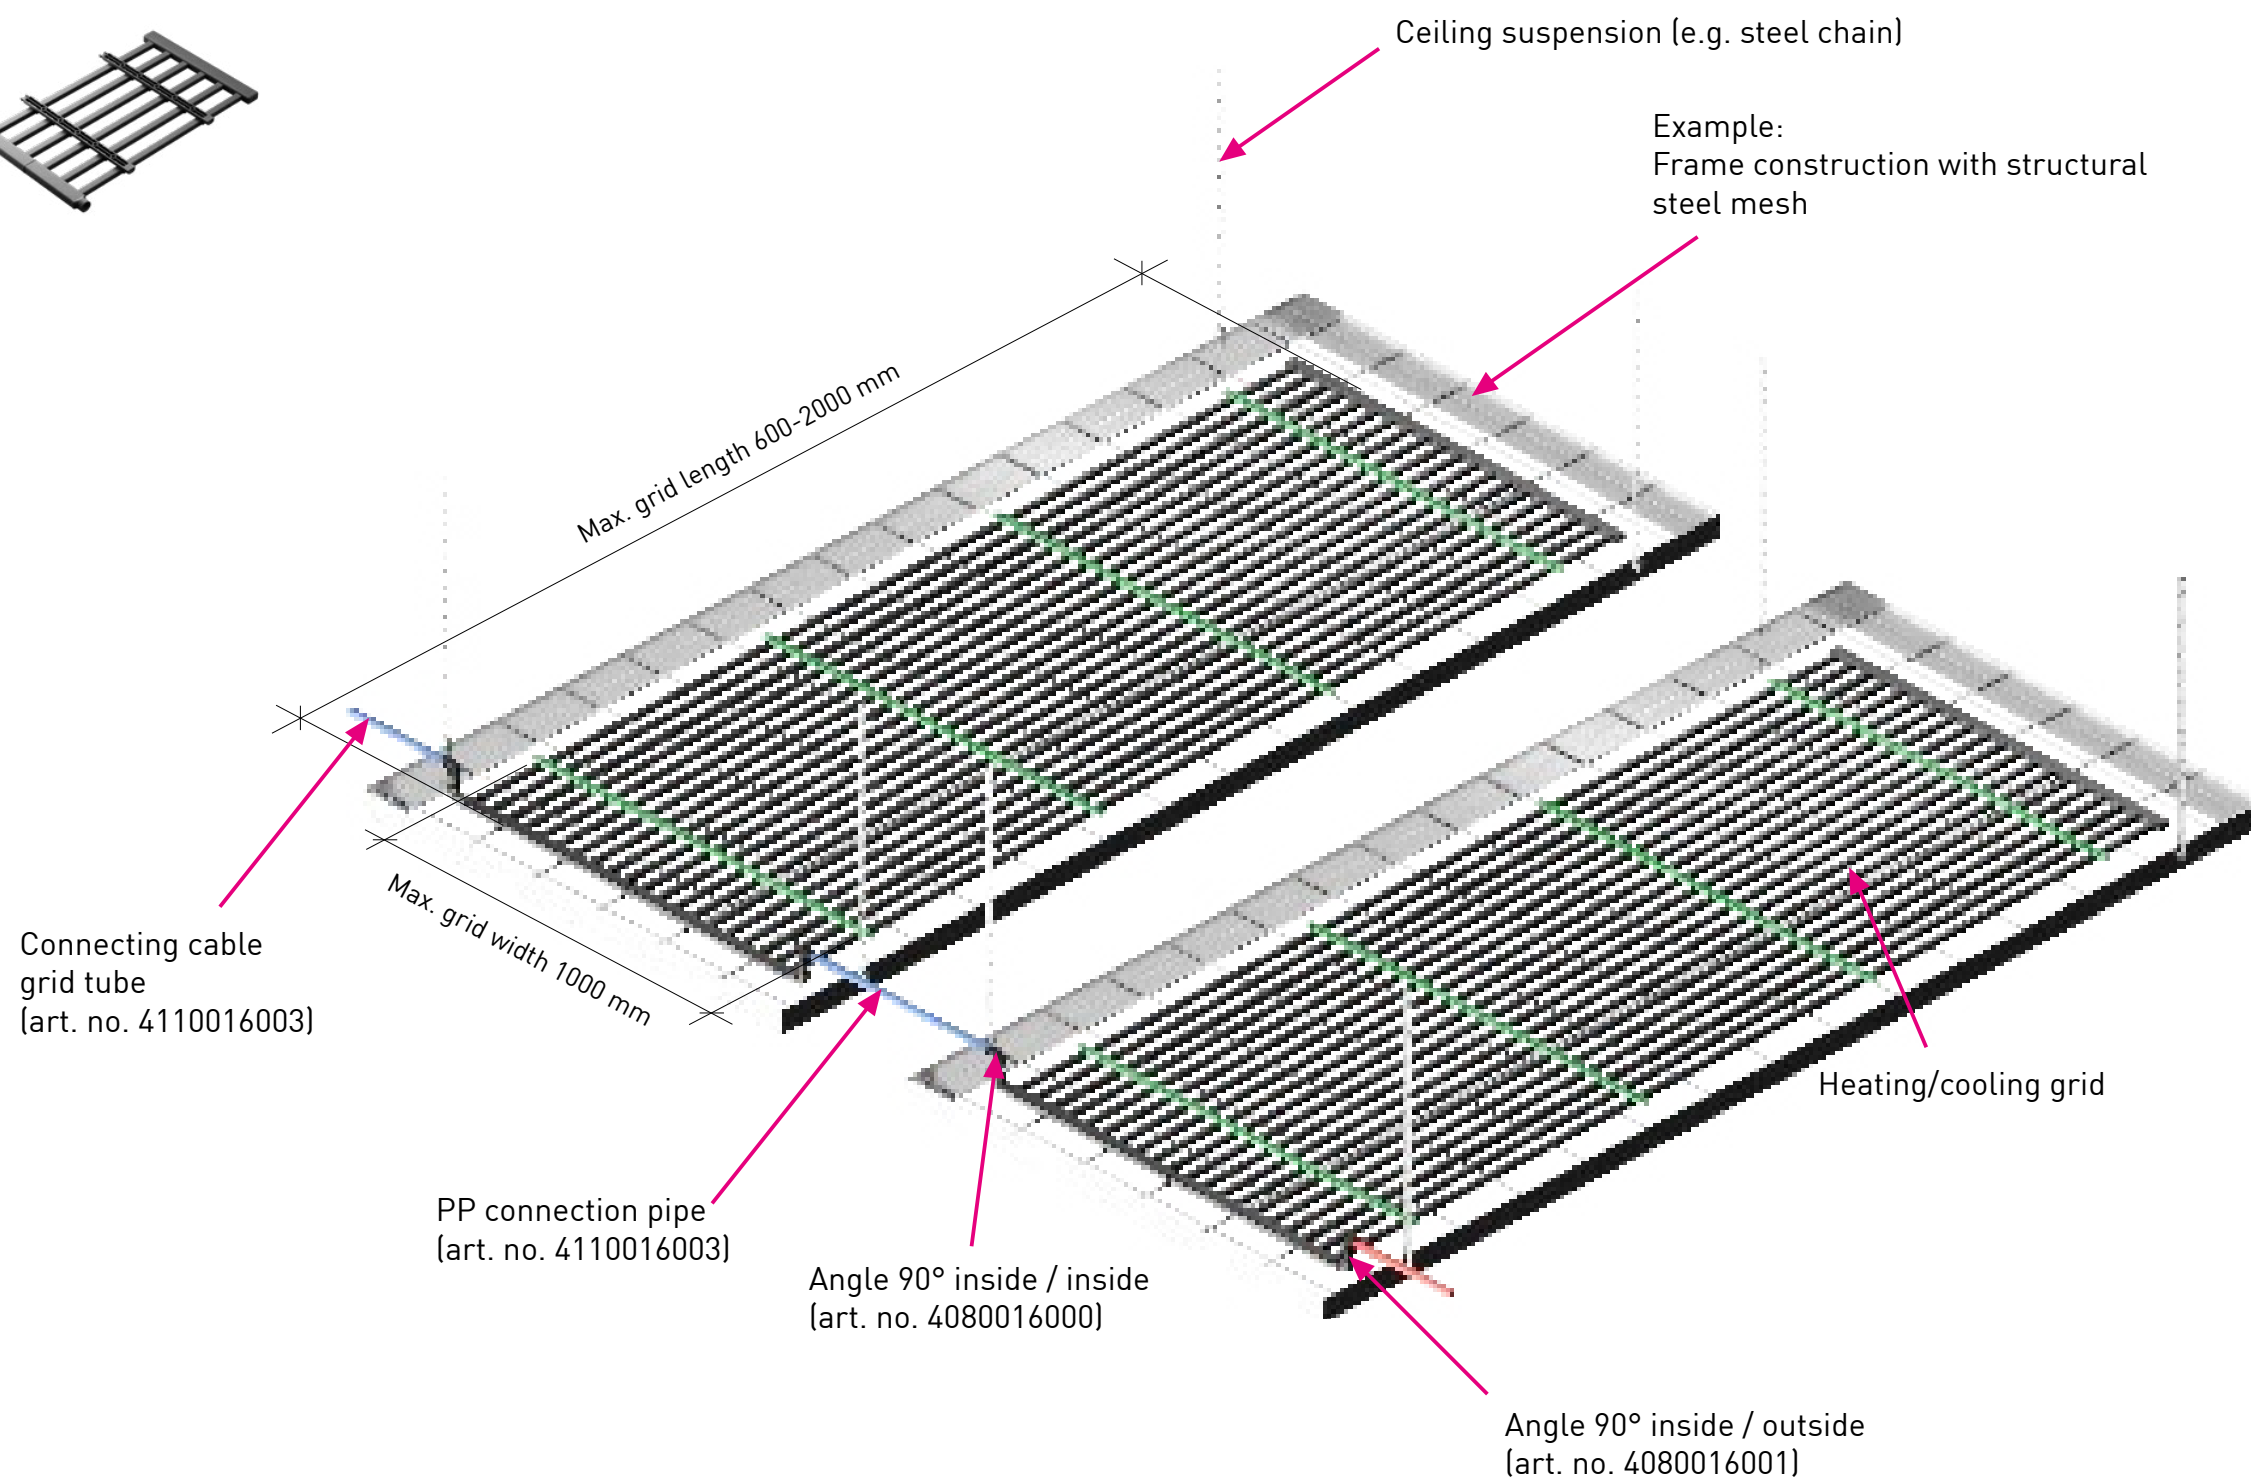 Ceiling suspension (e.g. steel chain)
Example:
Frame construction with structural
steel mesh
Max. grid length 600-2000 mm
Max. grid width 1000 mm
Connecting cable
grid tube
(art. no. 4110016003)
Heating/cooling grid
PP connection pipe
(art. no. 4110016003)
Angle 90° inside / inside
(art. no. 4080016000)
Angle 90° inside / outside
(art. no. 4080016001)